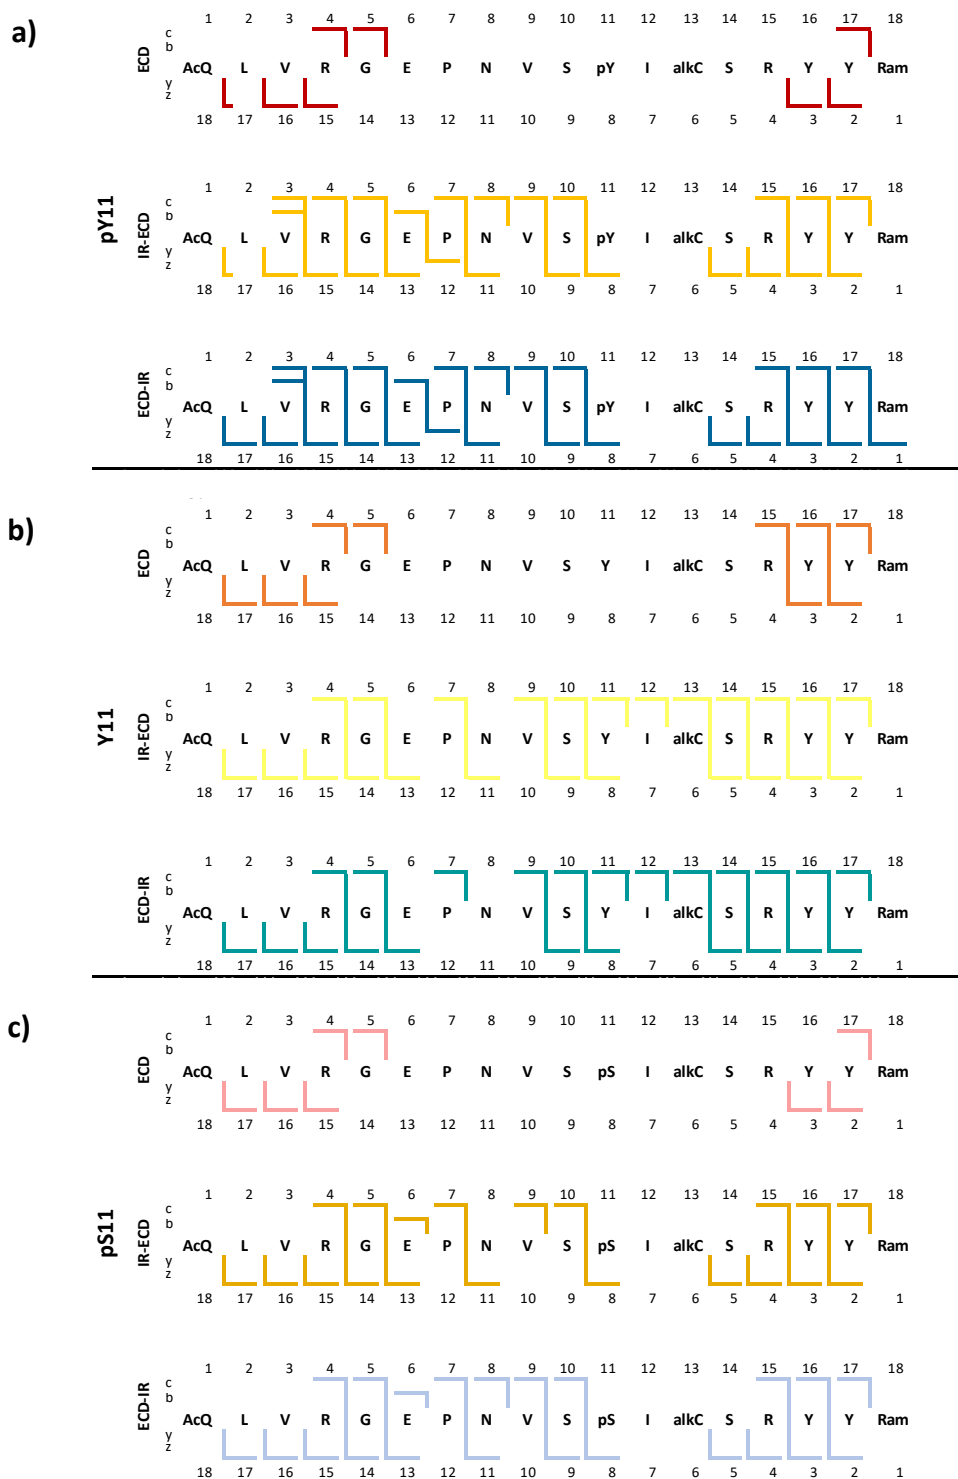 a)
pY11
ECD
1 2 3 4 5 6 7 8 9 10 11 12 13 14 15 16 17 18
c
b
AcQ L V R G E P N V S pY I alkC S R Y Y Ram
y
z
18 17 16 15 14 13 12 11 10 9 8 7 6 5 4 3 2 1
IR-ECD
1 2 3 4 5 6 7 8 9 10 11 12 13 14 15 16 17 18
c
b
AcQ L V R G E P N V S pY I alkC S R Y Y Ram
y
z
18 17 16 15 14 13 12 11 10 9 8 7 6 5 4 3 2 1
ECD-IR
1 2 3 4 5 6 7 8 9 10 11 12 13 14 15 16 17 18
c
b
AcQ L V R G E P N V S pY I alkC S R Y Y Ram
y
z
18 17 16 15 14 13 12 11 10 9 8 7 6 5 4 3 2 1
b)
Y11
ECD
1 2 3 4 5 6 7 8 9 10 11 12 13 14 15 16 17 18
c
b
AcQ L V R G E P N V S Y I alkC S R Y Y Ram
y
z
18 17 16 15 14 13 12 11 10 9 8 7 6 5 4 3 2 1
IR-ECD
1 2 3 4 5 6 7 8 9 10 11 12 13 14 15 16 17 18
c
b
AcQ L V R G E P N V S Y I alkC S R Y Y Ram
y
z
18 17 16 15 14 13 12 11 10 9 8 7 6 5 4 3 2 1
ECD-IR
1 2 3 4 5 6 7 8 9 10 11 12 13 14 15 16 17 18
c
b
AcQ L V R G E P N V S Y I alkC S R Y Y Ram
y
z
18 17 16 15 14 13 12 11 10 9 8 7 6 5 4 3 2 1
c)
pS11
ECD
1 2 3 4 5 6 7 8 9 10 11 12 13 14 15 16 17 18
c
b
AcQ L V R G E P N V S pS I alkC S R Y Y Ram
y
z
18 17 16 15 14 13 12 11 10 9 8 7 6 5 4 3 2 1
IR-ECD
1 2 3 4 5 6 7 8 9 10 11 12 13 14 15 16 17 18
c
b
AcQ L V R G E P N V S pS I alkC S R Y Y Ram
y
z
18 17 16 15 14 13 12 11 10 9 8 7 6 5 4 3 2 1
ECD-IR
1 2 3 4 5 6 7 8 9 10 11 12 13 14 15 16 17 18
c
b
AcQ L V R G E P N V S pS I alkC S R Y Y Ram
y
z
18 17 16 15 14 13 12 11 10 9 8 7 6 5 4 3 2 1